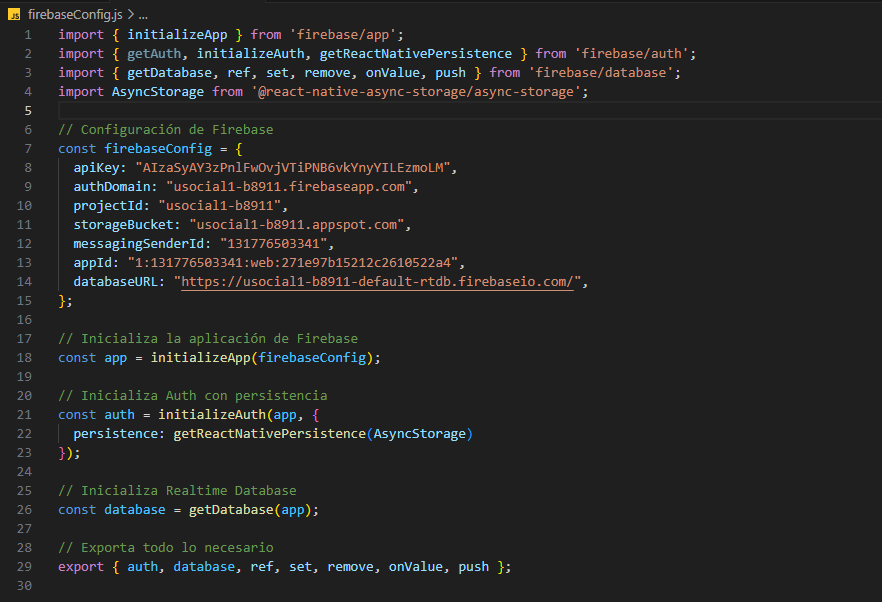 JS firebaseConfig.js > ...
1 import { initializeApp } from 'firebase/app';
2 import { getAuth, initializeAuth, getReactNativePersistence } from 'firebase/auth';
3 import { getDatabase, ref, set, remove, onValue, push } from 'firebase/database';
4 import AsyncStorage from '@react-native-async-storage/async-storage';
5
6 // Configuración de Firebase
7 const firebaseConfig = {
8   apiKey: "AIzaSyAY3zPnlFwOvjVTiPNB6vkYnyYILEzmoLM",
9   authDomain: "usocial1-b8911.firebaseapp.com",
10   projectId: "usocial1-b8911",
11   storageBucket: "usocial1-b8911.appspot.com",
12   messagingSenderId: "131776503341",
13   appId: "1:131776503341:web:271e97b15212c2610522a4",
14   databaseURL: "https://usocial1-b8911-default-rtdb.firebaseio.com/",
15 };
16
17 // Inicializa la aplicación de Firebase
18 const app = initializeApp(firebaseConfig);
19
20 // Inicializa Auth con persistencia
21 const auth = initializeAuth(app, {
22   persistence: getReactNativePersistence(AsyncStorage)
23 });
24
25 // Inicializa Realtime Database
26 const database = getDatabase(app);
27
28 // Exporta todo lo necesario
29 export { auth, database, ref, set, remove, onValue, push };
30